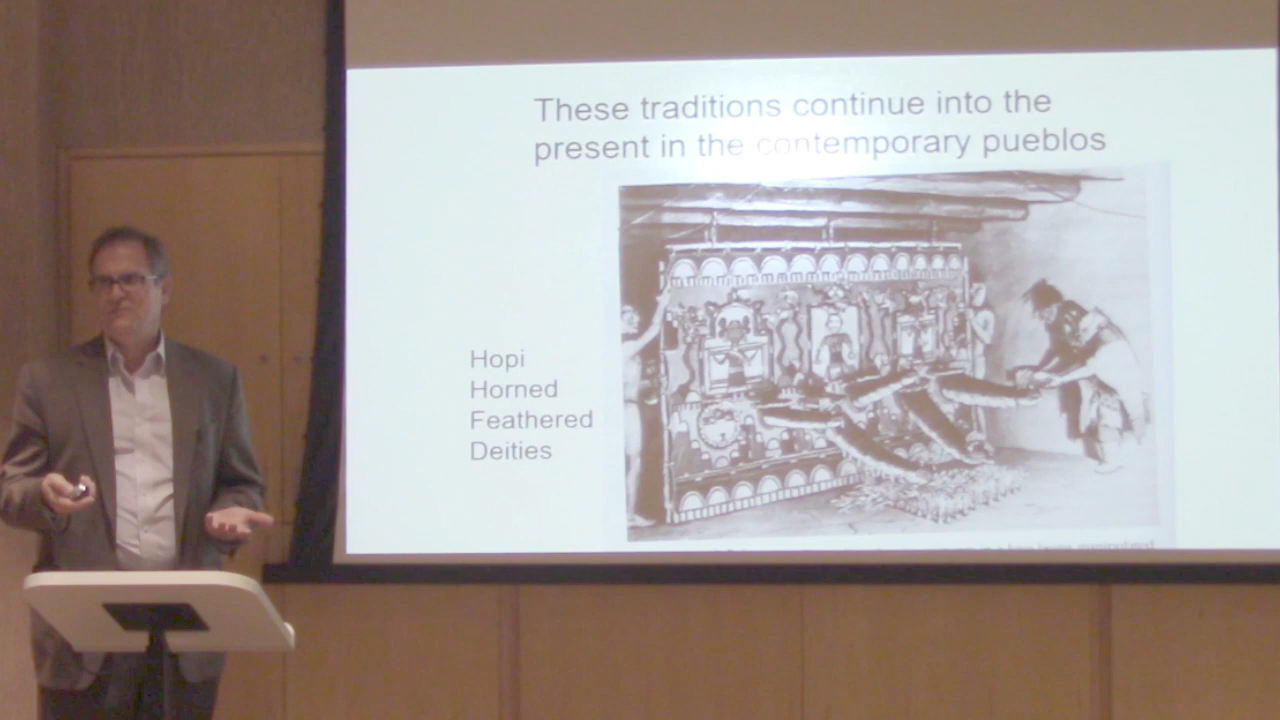 These traditions continue into the
present in the contemporary pueblos
Hopi
Horned
Feathered
Deities